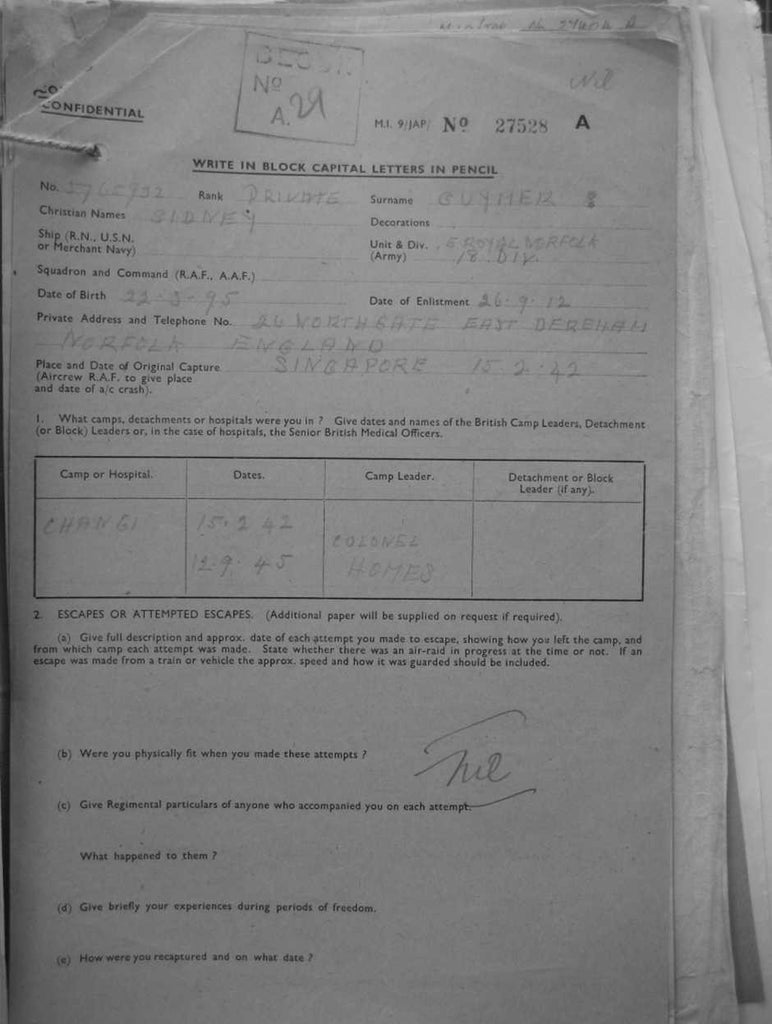 Nil
CONFIDENTIAL
No
A. 29
M.I. 9/JAP/ No 27528 A
WRITE IN BLOCK CAPITAL LETTERS IN PENCIL
No. Rank PRIVATE Surname GUYMER
Christian Names SIDNEY Decorations
Ship (R.N., U.S.N. or Merchant Navy) Unit & Div. (Army) 5 ROYAL NORFOLK
18 DIV.
Squadron and Command (R.A.F., A.A.F.)
Date of Birth 22-3-95 Date of Enlistment 26-9-12
Private Address and Telephone No. 26 NORTHGATE EAST DEREHAM
NORFOLK ENGLAND
Place and Date of Original Capture SINGAPORE 15.2.42
(Aircrew R.A.F. to give place
and date of a/c crash).
1. What camps, detachments or hospitals were you in ? Give dates and names of the British Camp Leaders, Detachment
(or Block) Leaders or, in the case of hospitals, the Senior British Medical Officers.
Camp or Hospital. Dates. Camp Leader. Detachment or Block
Leader (if any).
CHANGI 15.2 42
COLONEL
12.9.45 HOMES
2. ESCAPES OR ATTEMPTED ESCAPES. (Additional paper will be supplied on request if required).
(a) Give full description and approx. date of each attempt you made to escape, showing how you left the camp, and
from which camp each attempt was made. State whether there was an air-raid in progress at the time or not. If an
escape was made from a train or vehicle the approx. speed and how it was guarded should be included.
(b) Were you physically fit when you made these attempts ?
Nil
(c) Give Regimental particulars of anyone who accompanied you on each attempt.
What happened to them ?
(d) Give briefly your experiences during periods of freedom.
(e) How were you recaptured and on what date ?